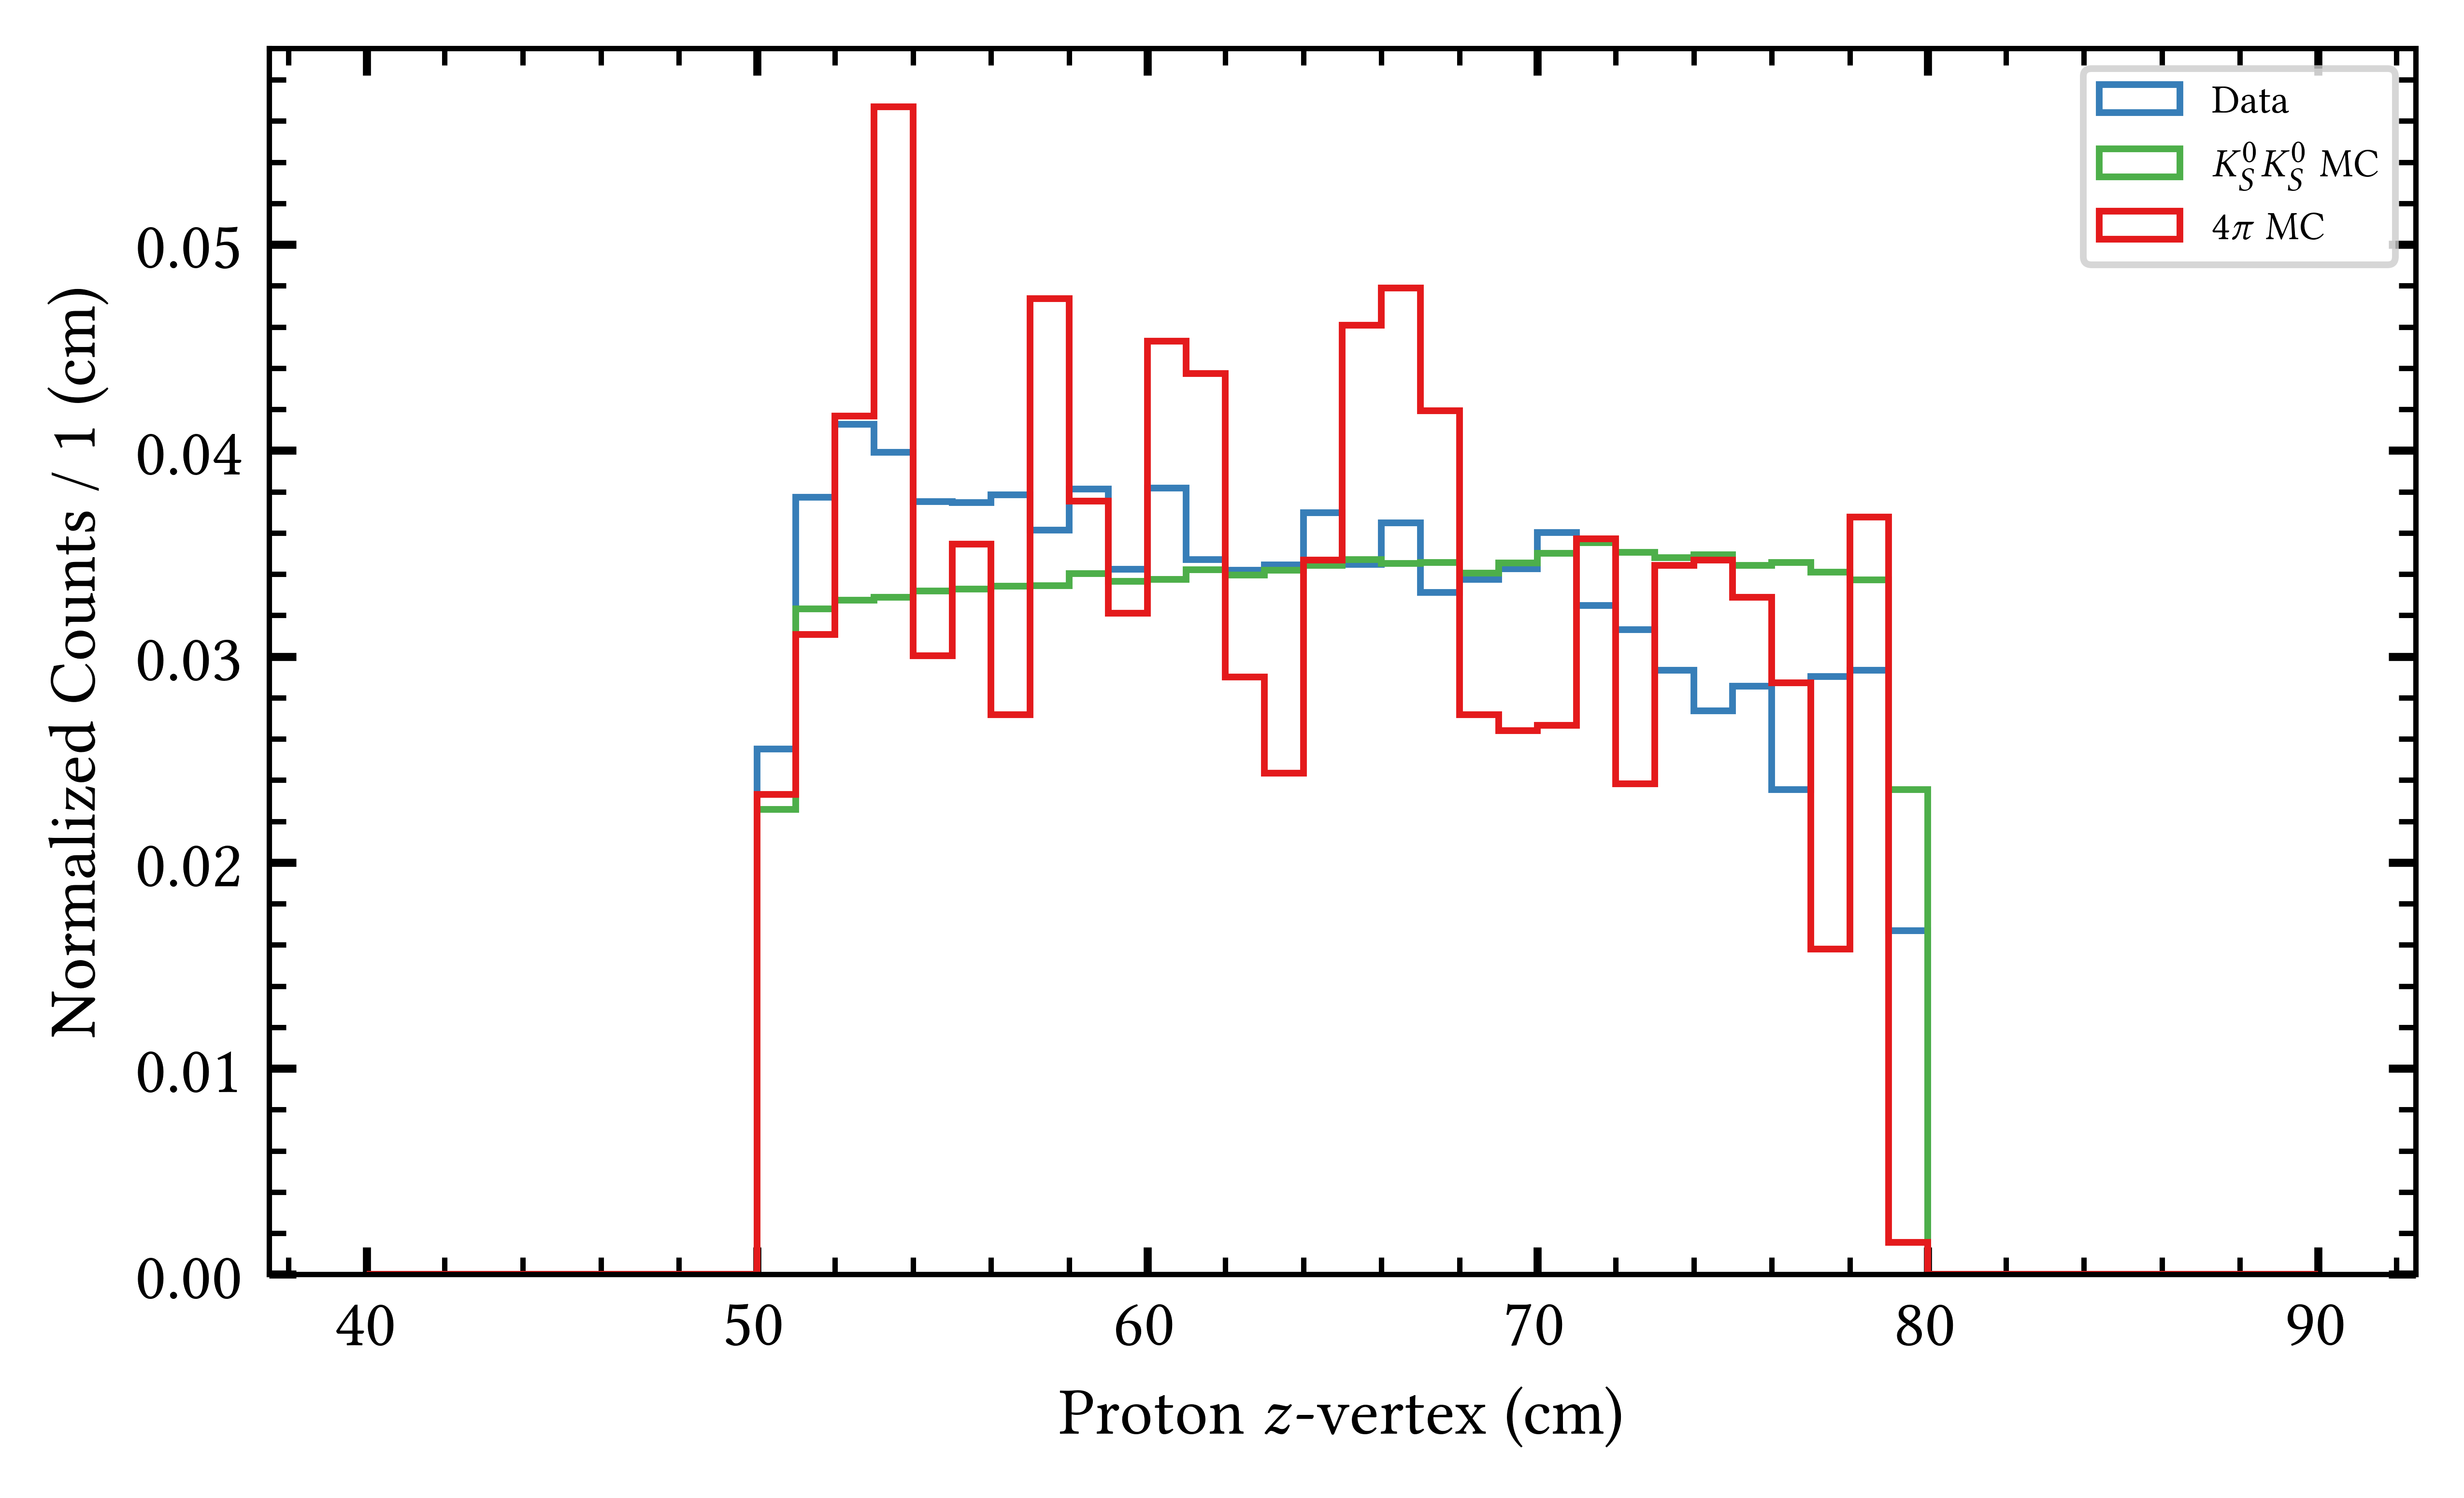 Data
$K_S^0 K_S^0$ MC
4π MC
Normalized Counts / 1 (cm)
0.05
0.04
0.03
0.02
0.01
0.00
40 50 60 70 80 90
Proton z-vertex (cm)